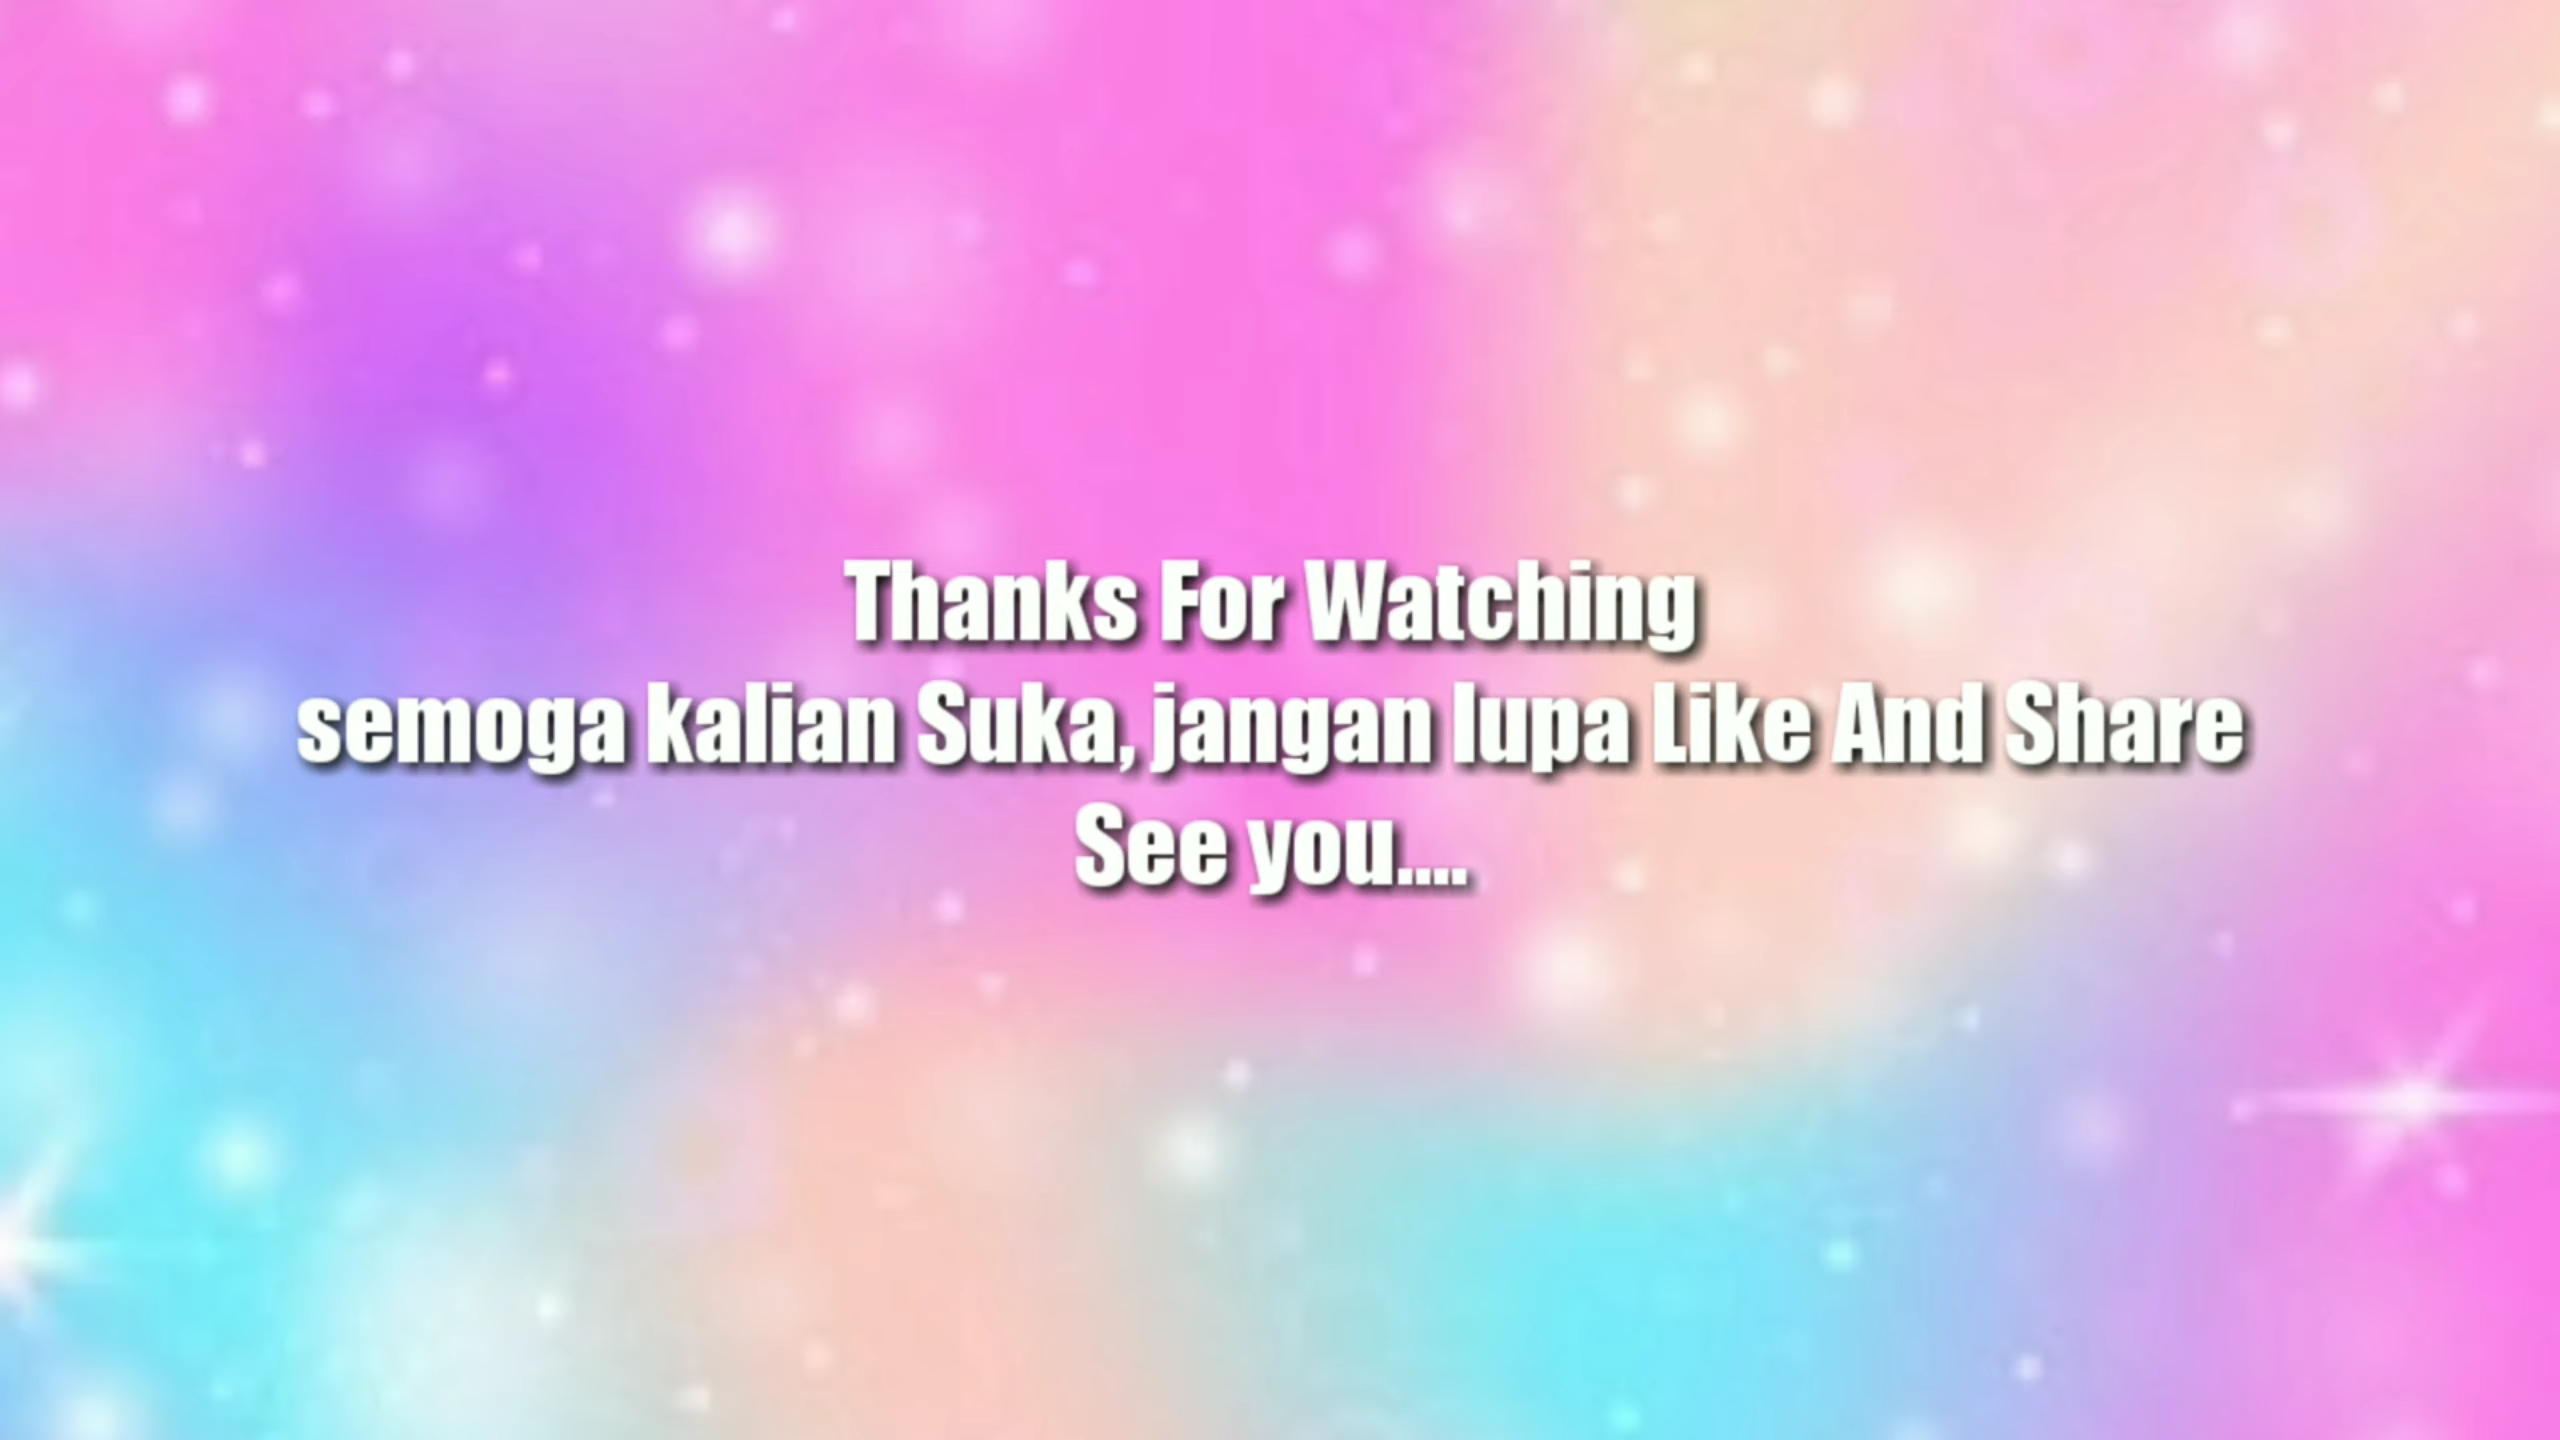 Thanks For Watching
semoga kalian Suka, jangan lupa Like And Share
See you....